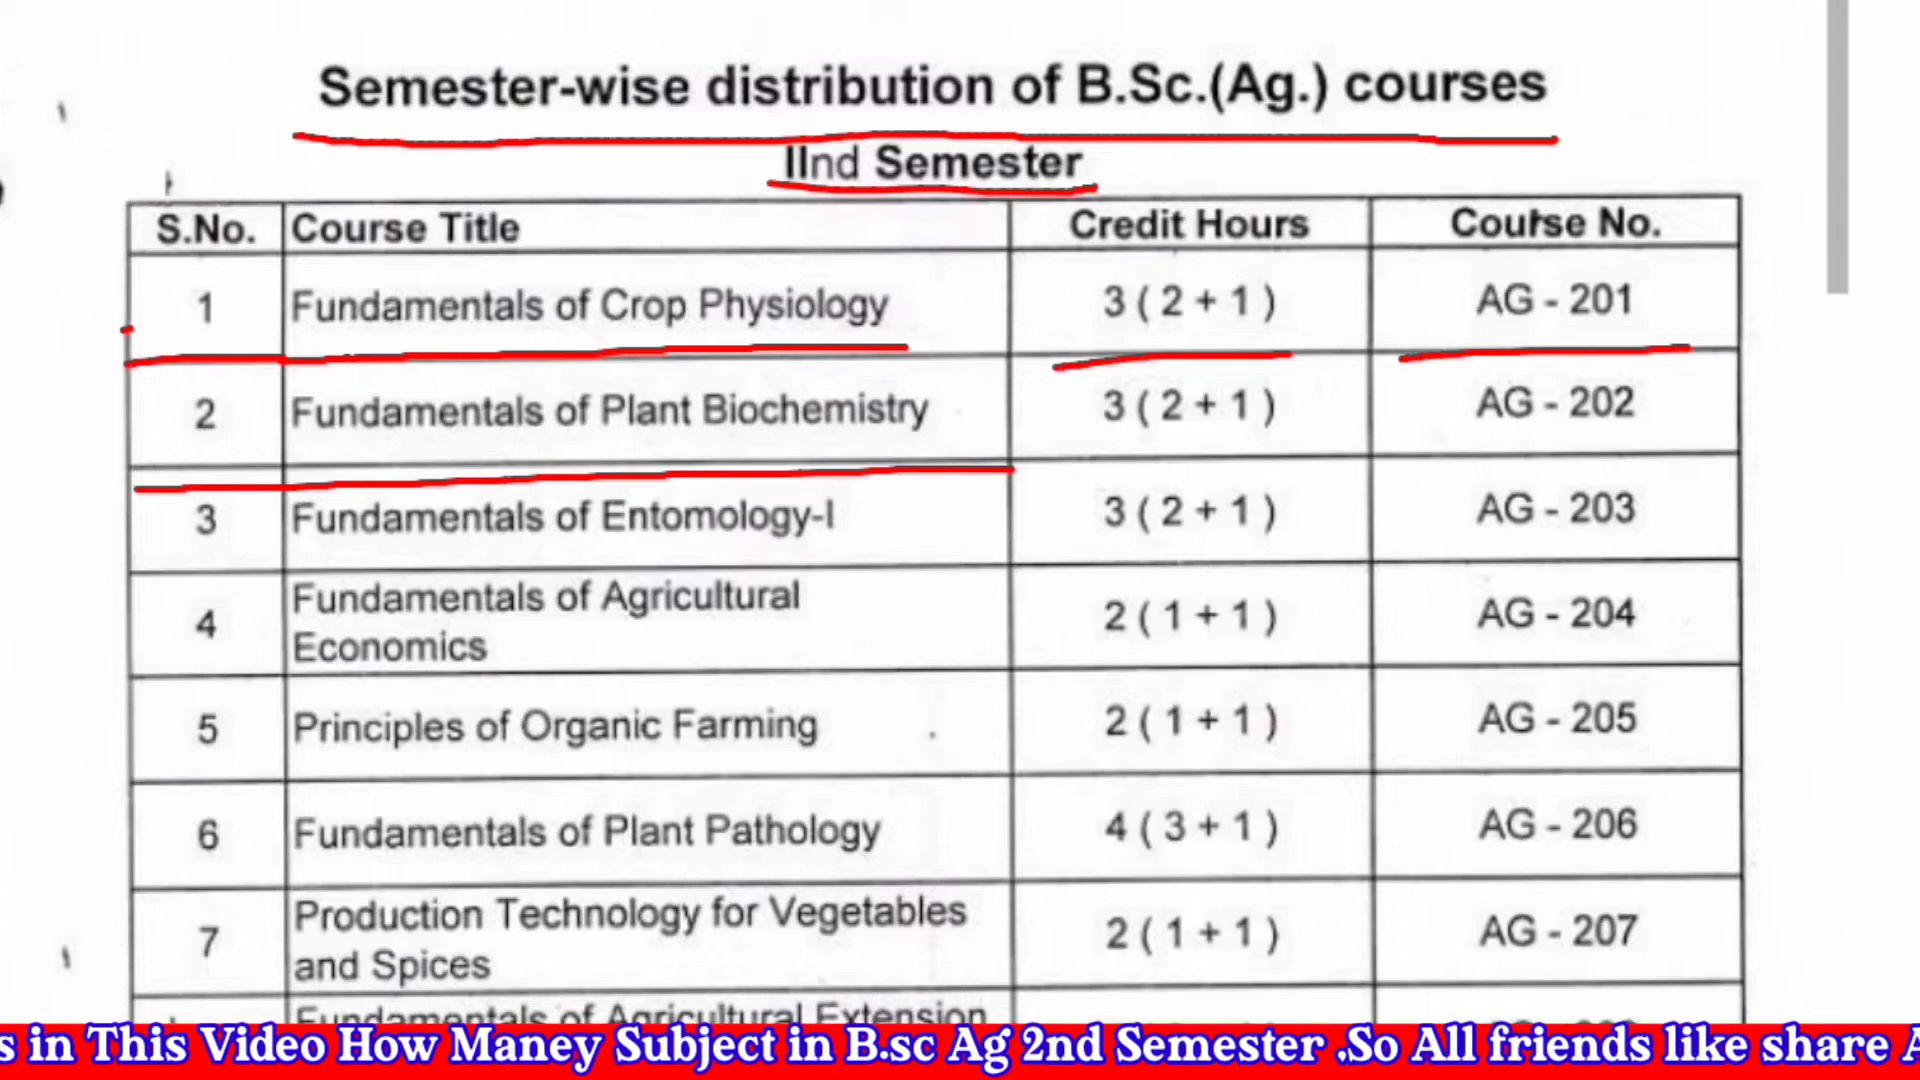 Semester-wise distribution of B.Sc.(Ag.) courses
IInd Semester
S.No. Course Title Credit Hours Course No.
1 Fundamentals of Crop Physiology 3 ( 2 + 1 ) AG - 201
2 Fundamentals of Plant Biochemistry 3 ( 2 + 1 ) AG - 202
3 Fundamentals of Entomology-I 3 ( 2 + 1 ) AG - 203
4 Fundamentals of Agricultural
Economics 2 ( 1 + 1 ) AG - 204
5 Principles of Organic Farming 2 ( 1 + 1 ) AG - 205
6 Fundamentals of Plant Pathology 4 ( 3 + 1 ) AG - 206
7 Production Technology for Vegetables
and Spices 2 ( 1 + 1 ) AG - 207
Fundamentals of Agricultural Extension
s in This Video How Maney Subject in B.sc Ag 2nd Semester .So All friends like share A